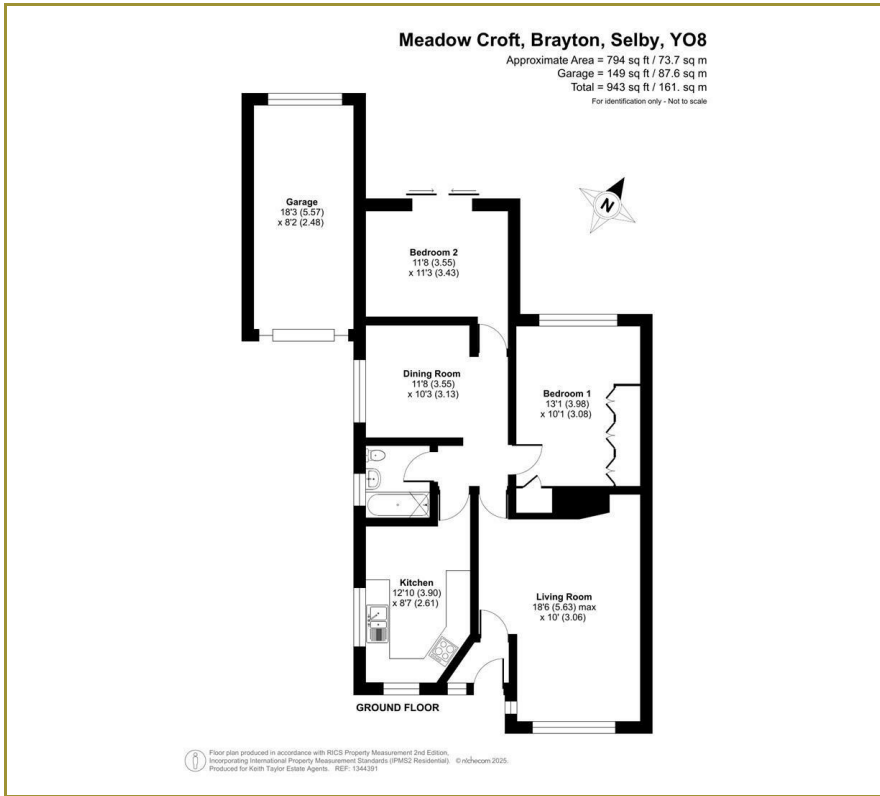 Meadow Croft, Brayton, Selby, YO8
Approximate Area = 794 sq ft / 73.7 sq m
Garage = 149 sq ft / 87.6 sq m
Total = 943 sq ft / 161. sq m
For identification only - Not to scale
Garage
18'3 (5.57)
x 8'2 (2.48)
N
Bedroom 2
11'8 (3.55)
x 11'3 (3.43)
Dining Room
11'8 (3.55)
x 10'3 (3.13)
Bedroom 1
13'1 (3.98)
x 10'1 (3.08)
Kitchen
12'10 (3.90)
x 8'7 (2.61)
Living Room
18'6 (5.63) max
x 10' (3.06)
GROUND FLOOR
Floor plan produced in accordance with RICS Property Measurement 2nd Edition,
Incorporating International Property Measurement Standards (IPMS2 Residential). © nichecom 2025.
Produced for Keith Taylor Estate Agents. REF: 1344391